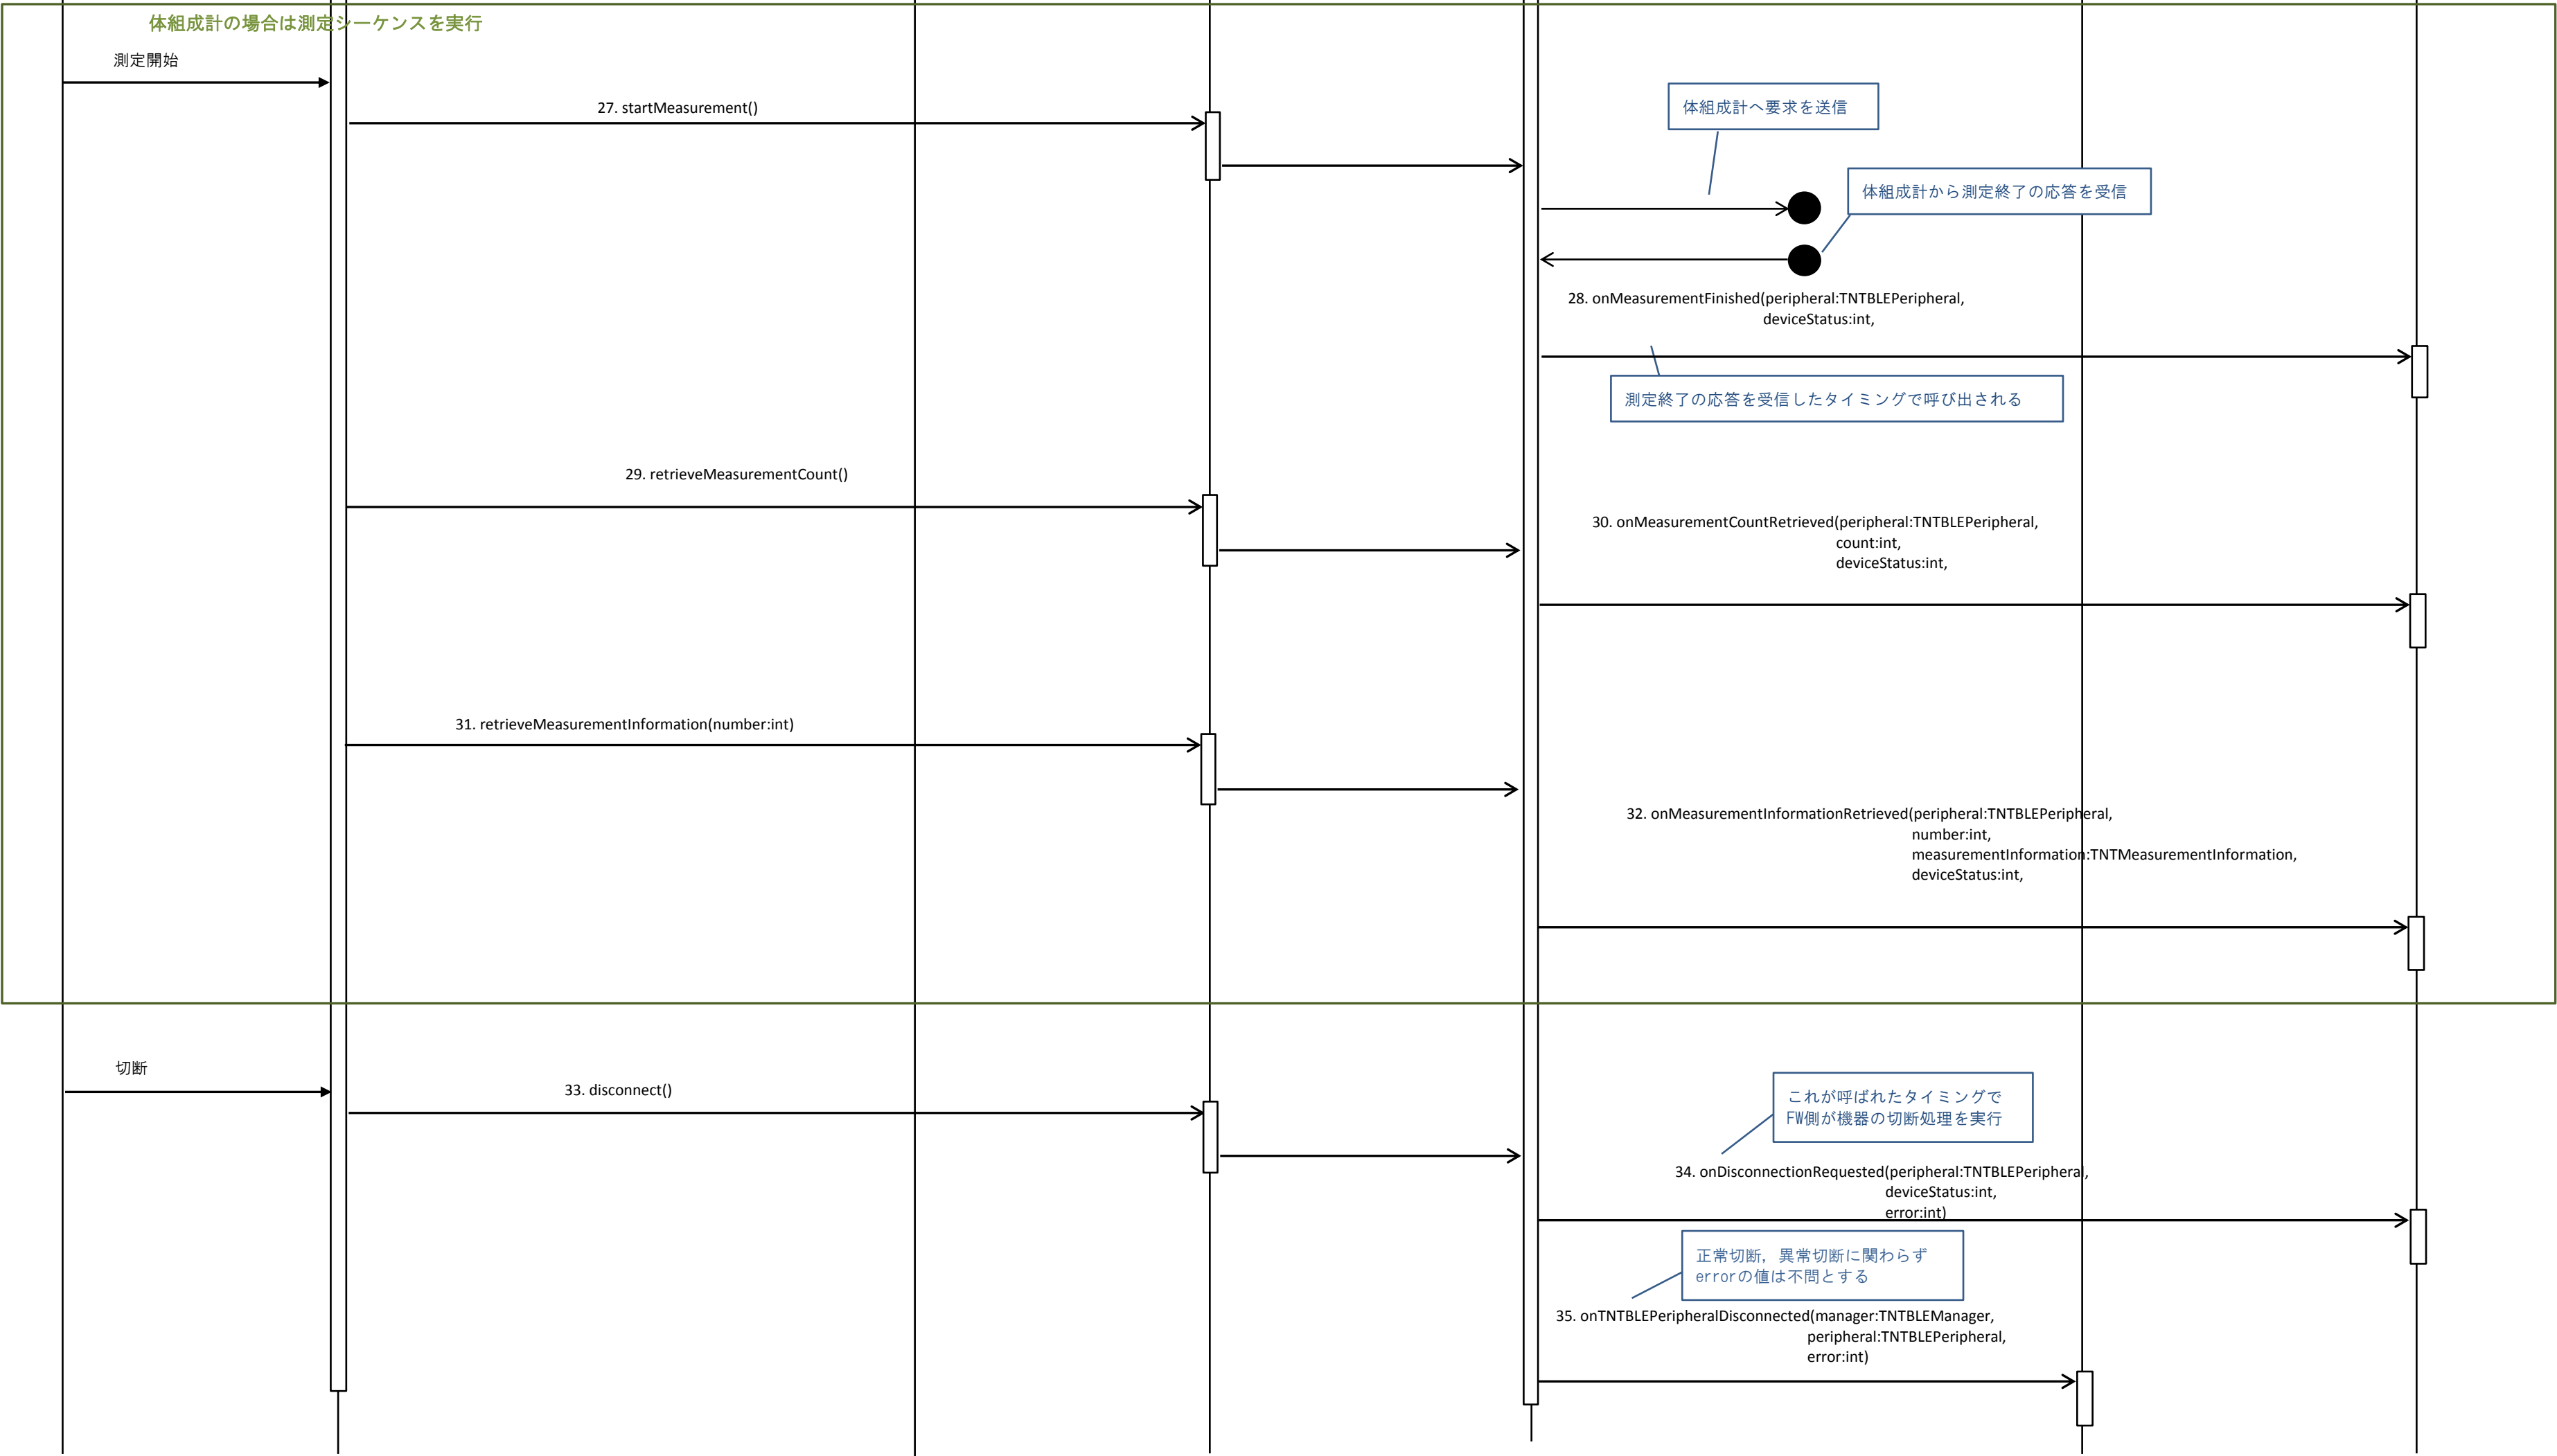 体組成計の場合は測定シーケンスを実行
測定開始
27. startMeasurement()
体組成計へ要求を送信
体組成計から測定終了の応答を受信
28. onMeasurementFinished(peripheral:TNTBLEPeripheral,
deviceStatus:int,
測定終了の応答を受信したタイミングで呼び出される
29. retrieveMeasurementCount()
30. onMeasurementCountRetrieved(peripheral:TNTBLEPeripheral,
count:int,
deviceStatus:int,
31. retrieveMeasurementInformation(number:int)
32. onMeasurementInformationRetrieved(peripheral:TNTBLEPeripheral,
number:int,
measurementInformation:TNTMeasurementInformation,
deviceStatus:int,
切断
33. disconnect()
これが呼ばれたタイミングで
FW側が機器の切断処理を実行
34. onDisconnectionRequested(peripheral:TNTBLEPeripheral,
deviceStatus:int,
error:int)
正常切断，異常切断に関わらず
errorの値は不問とする
35. onTNTBLEPeripheralDisconnected(manager:TNTBLEManager,
peripheral:TNTBLEPeripheral,
error:int)